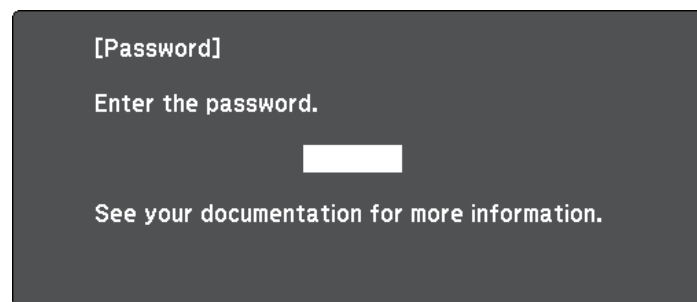 [Password]
Enter the password.
See your documentation for more information.